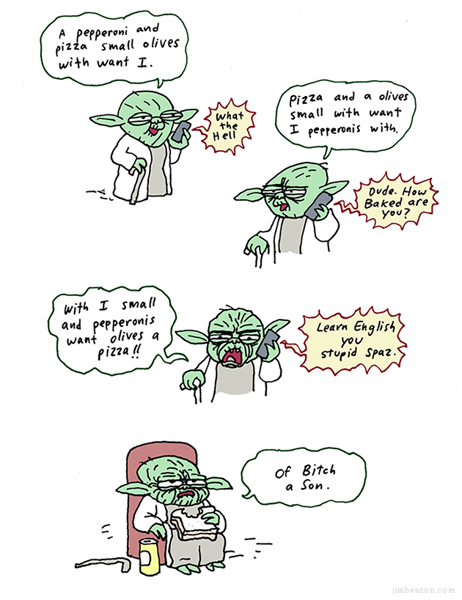 A pepperoni and
pizza small olives
with want I.
What
the
Hell
Pizza and a olives
small with want
I pepperonis with.
Dude. How
Baked are
you?
With I small
and pepperonis
want olives a
pizza!!
Learn English
you
stupid spaz.
Of Bitch
a Son.
jimbenton.com